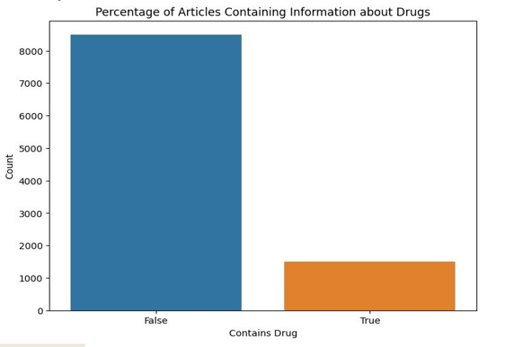 Percentage of Articles Containing Information about Drugs
8000
7000
6000
5000
4000
3000
2000
1000
0
Count
False True
Contains Drug